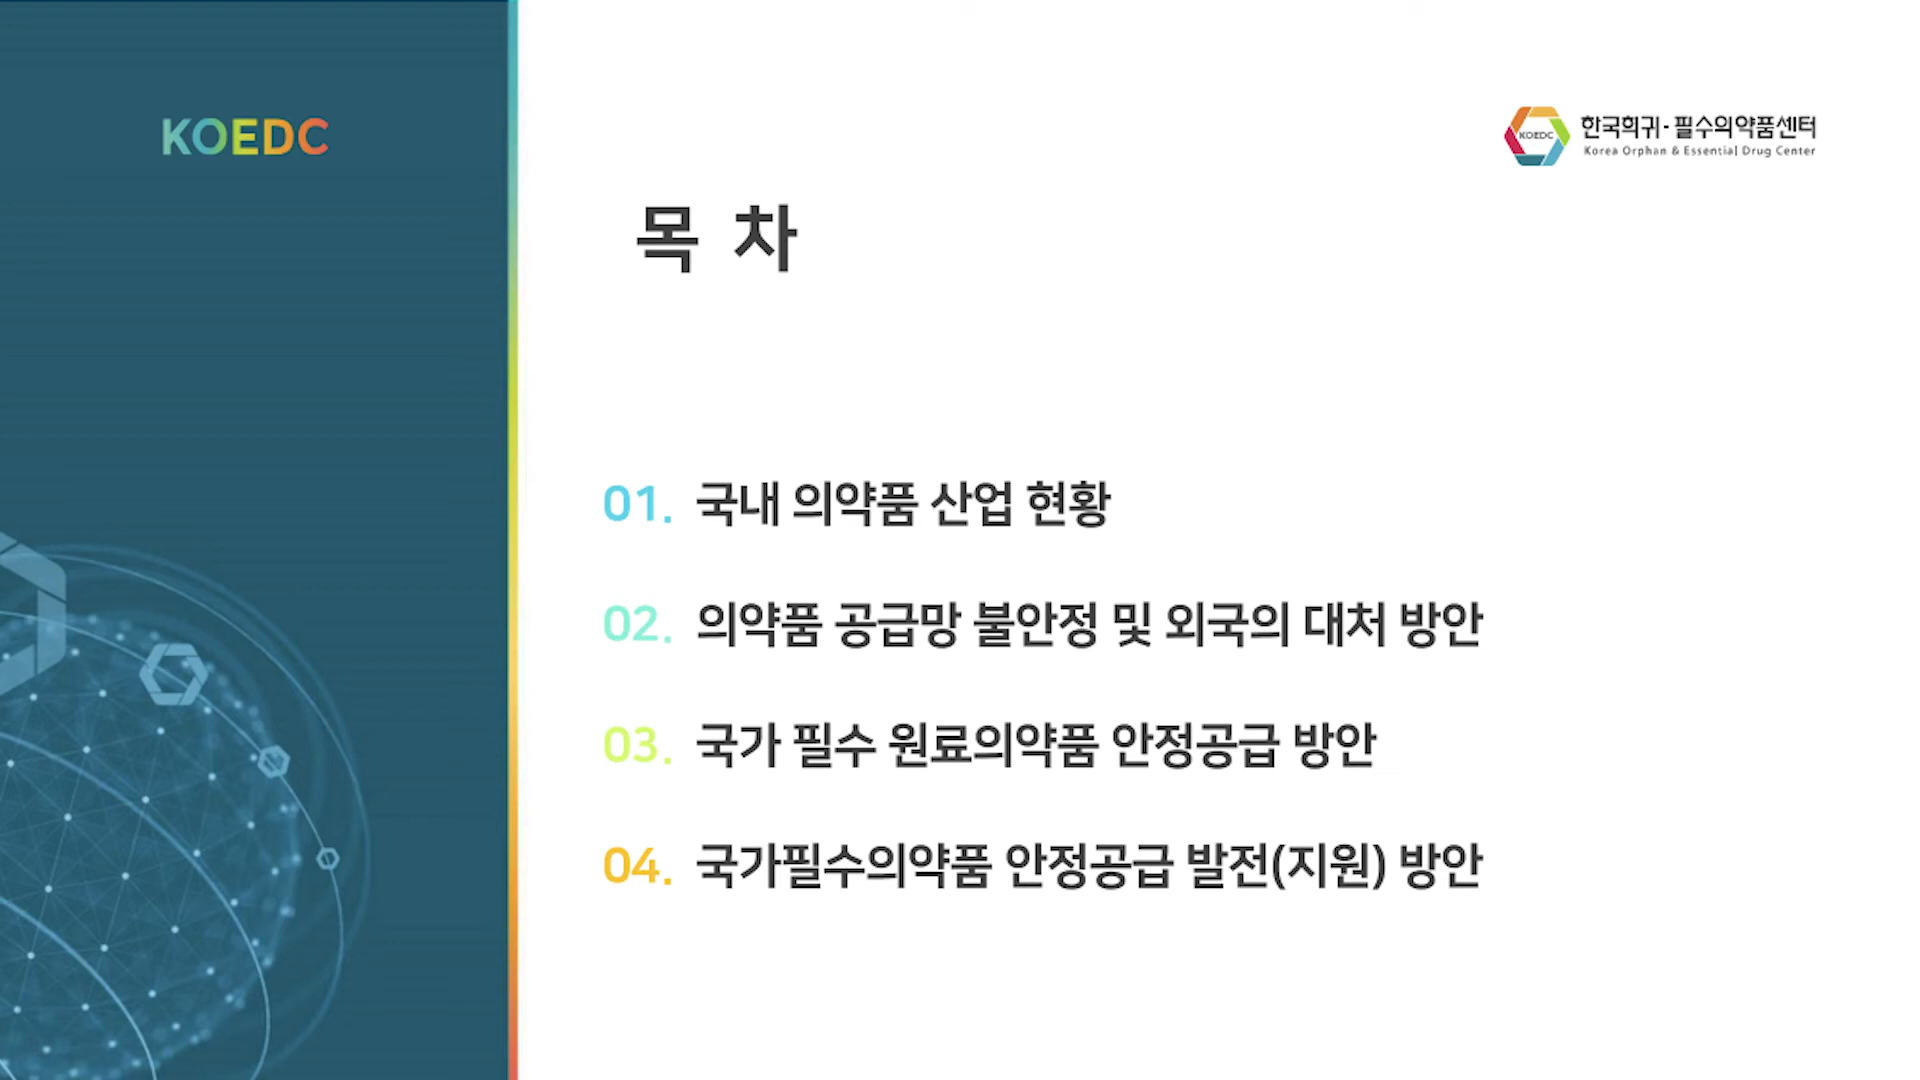 KOEDC
KOEDC
한국희귀·필수의약품센터
Korea Orphan & Essential Drug Center
목 차
01. 국내 의약품 산업 현황
02. 의약품 공급망 불안정 및 외국의 대처 방안
03. 국가 필수 원료의약품 안정공급 방안
04. 국가필수의약품 안정공급 발전(지원) 방안